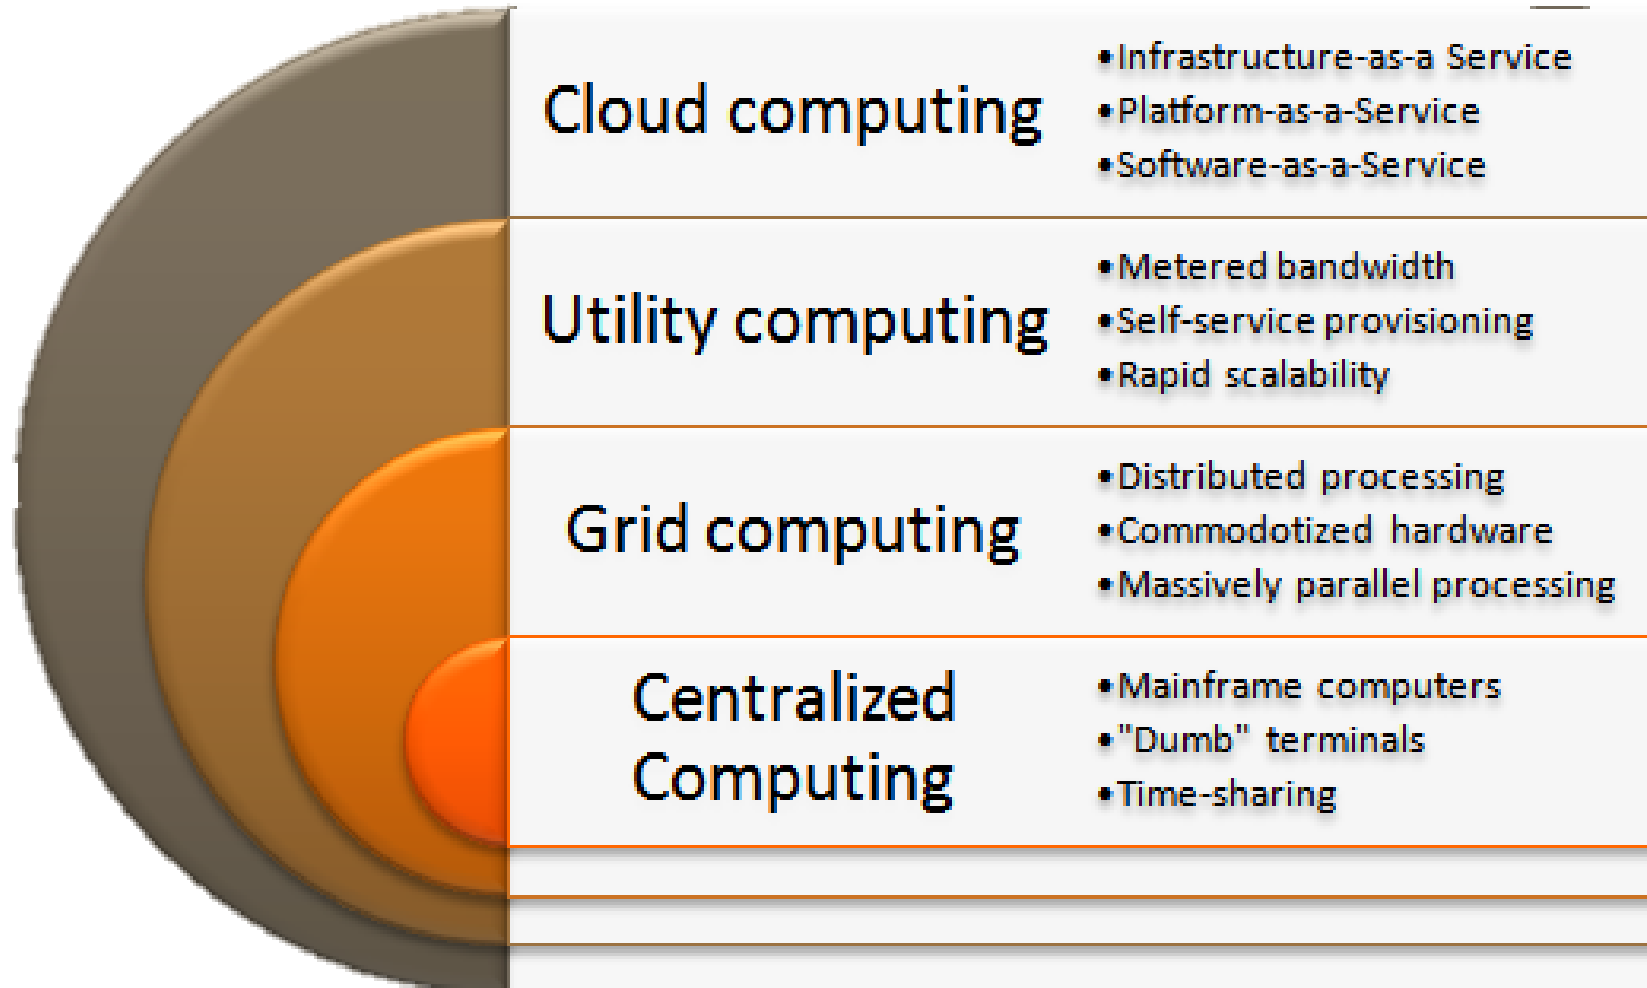 Cloud computing
•Infrastructure-as-a Service
•Platform-as-a-Service
•Software-as-a-Service
Utility computing
•Metered bandwidth
•Self-service provisioning
•Rapid scalability
Grid computing
•Distributed processing
•Commodotized hardware
•Massively parallel processing
Centralized
Computing
•Mainframe computers
•"Dumb" terminals
•Time-sharing